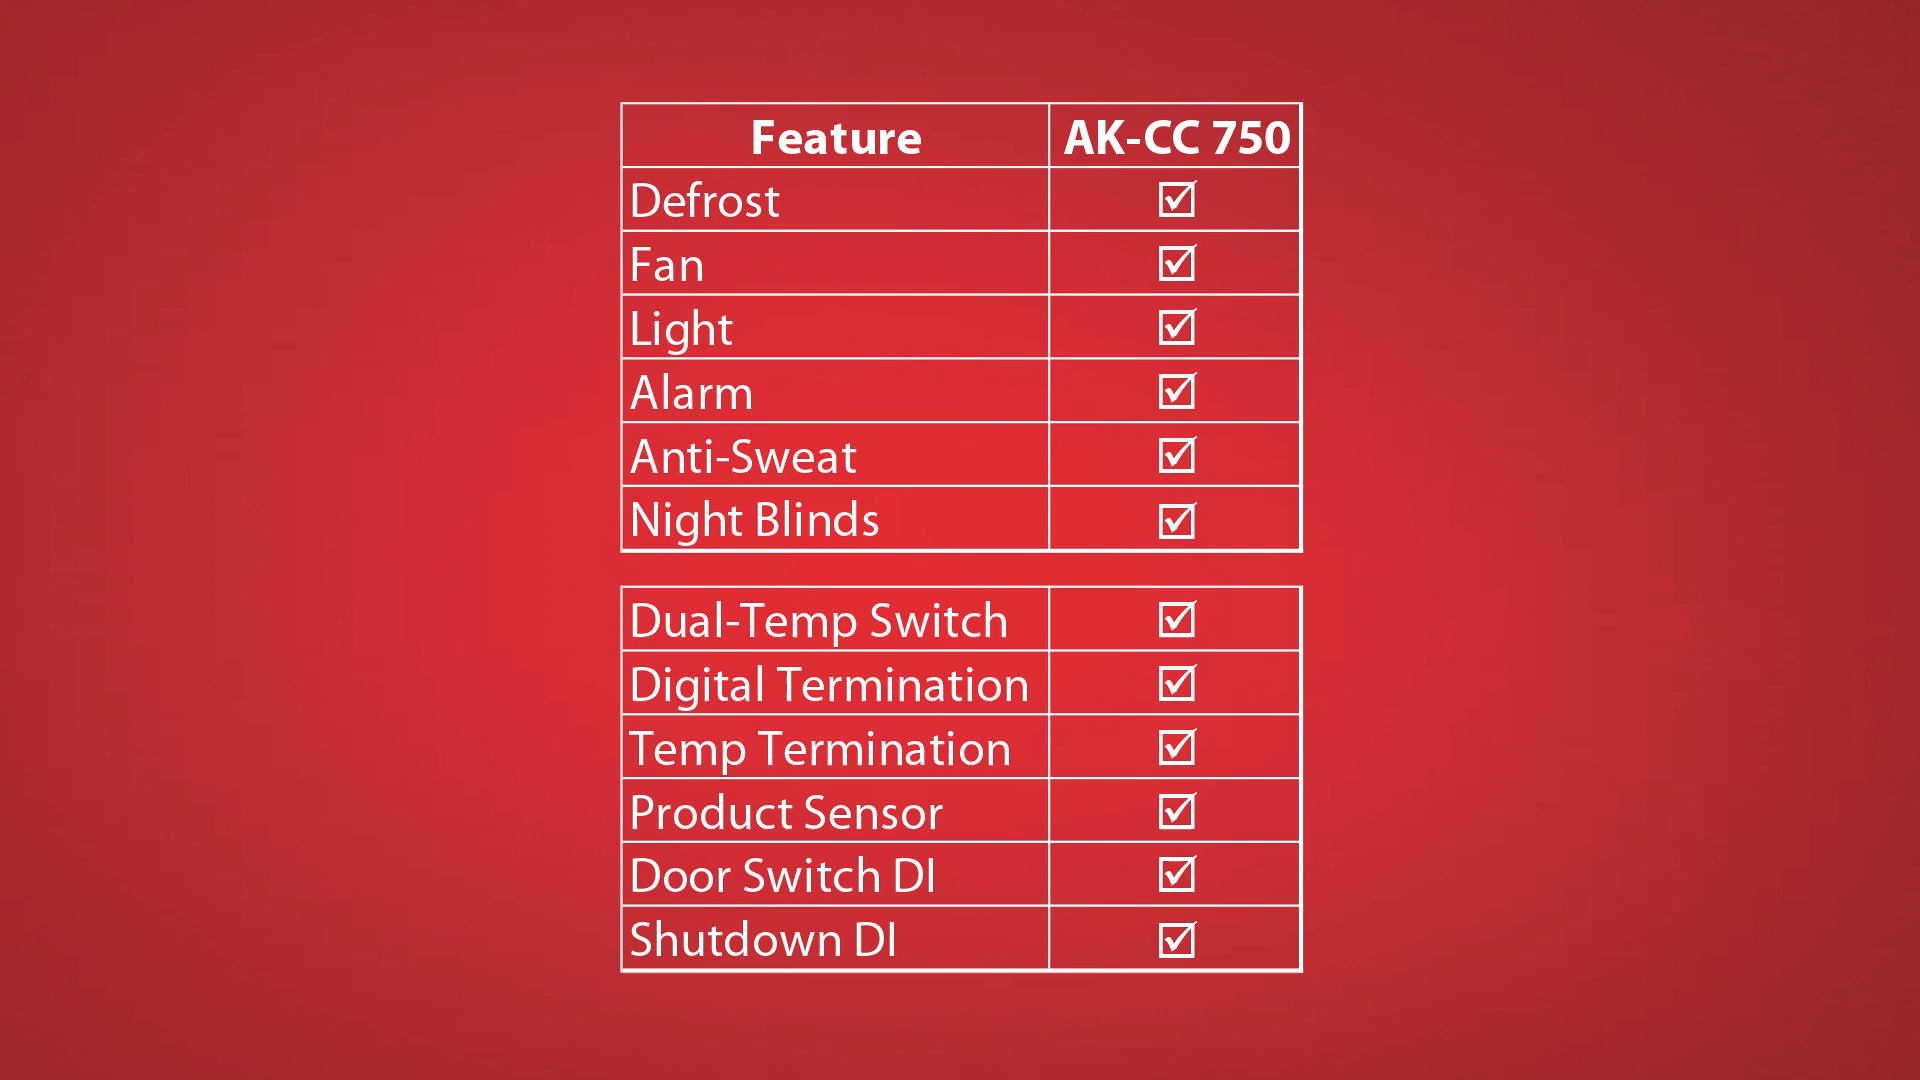 Feature AK-CC 750
Defrost ☑
Fan ☑
Light ☑
Alarm ☑
Anti-Sweat ☑
Night Blinds ☑
Dual-Temp Switch ☑
Digital Termination ☑
Temp Termination ☑
Product Sensor ☑
Door Switch DI ☑
Shutdown DI ☑